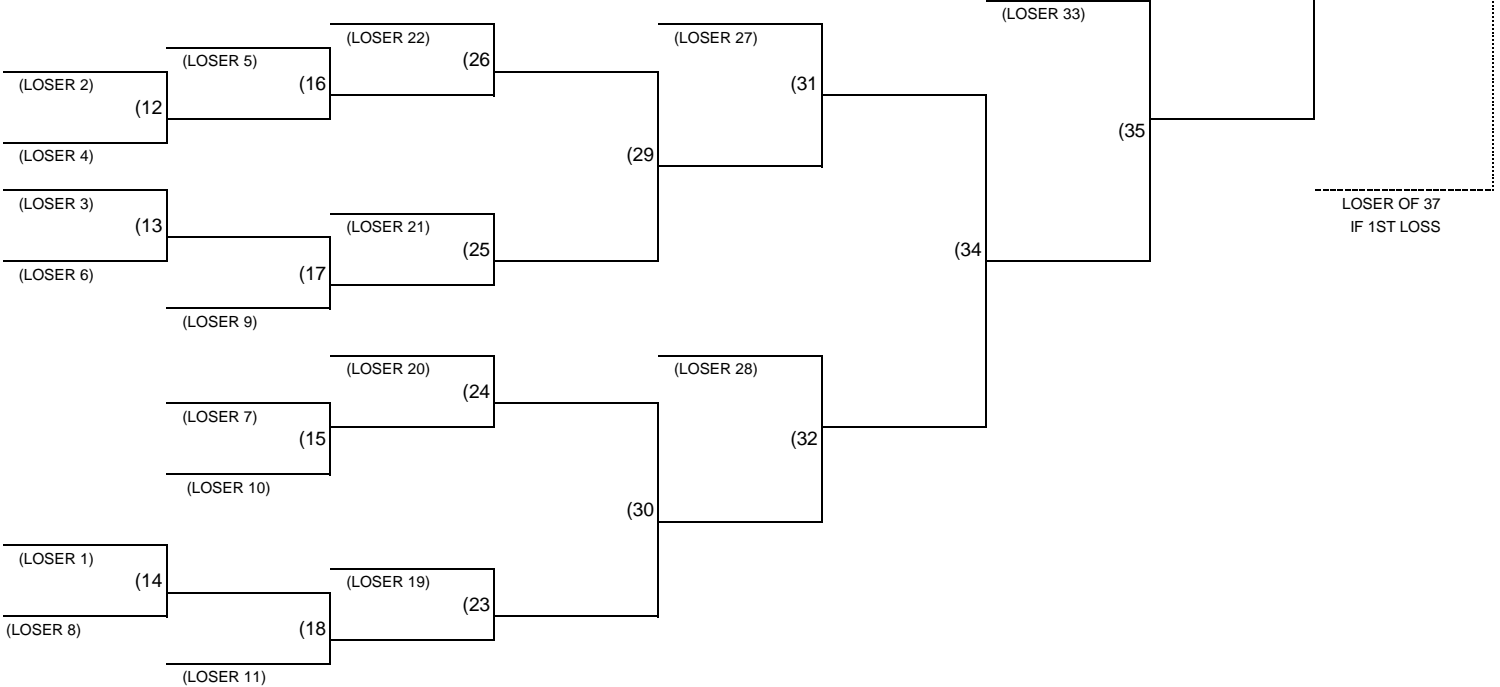 (LOSER 33)
(LOSER 22)
(LOSER 27)
(LOSER 5)
(26
(LOSER 2)
(16
(31
(12
(35
(LOSER 4)
(29
(LOSER 3)
LOSER OF 37
(13
(LOSER 21)
IF 1ST LOSS
(25
(34
(LOSER 6)
(17
(LOSER 9)
(LOSER 20)
(LOSER 28)
(24
(LOSER 7)
(15
(32
(LOSER 10)
(30
(LOSER 1)
(14
(LOSER 19)
(23
(LOSER 8)
(18
(LOSER 11)